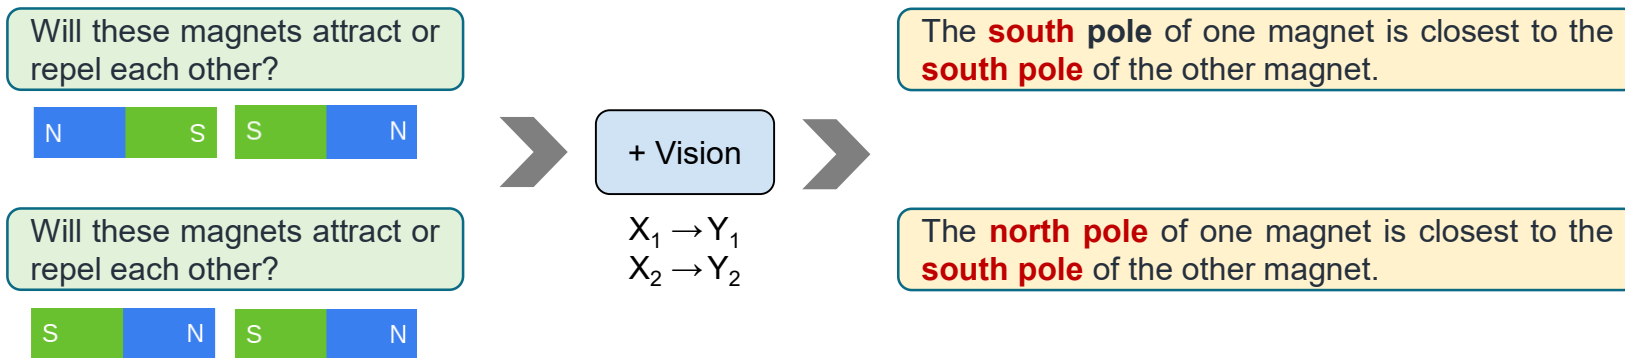 Will these magnets attract or
repel each other?
N S S N
+ Vision
X₁ → Y₁
X₂ → Y₂
The south pole of one magnet is closest to the
south pole of the other magnet.
Will these magnets attract or
repel each other?
S N S N
The north pole of one magnet is closest to the
south pole of the other magnet.